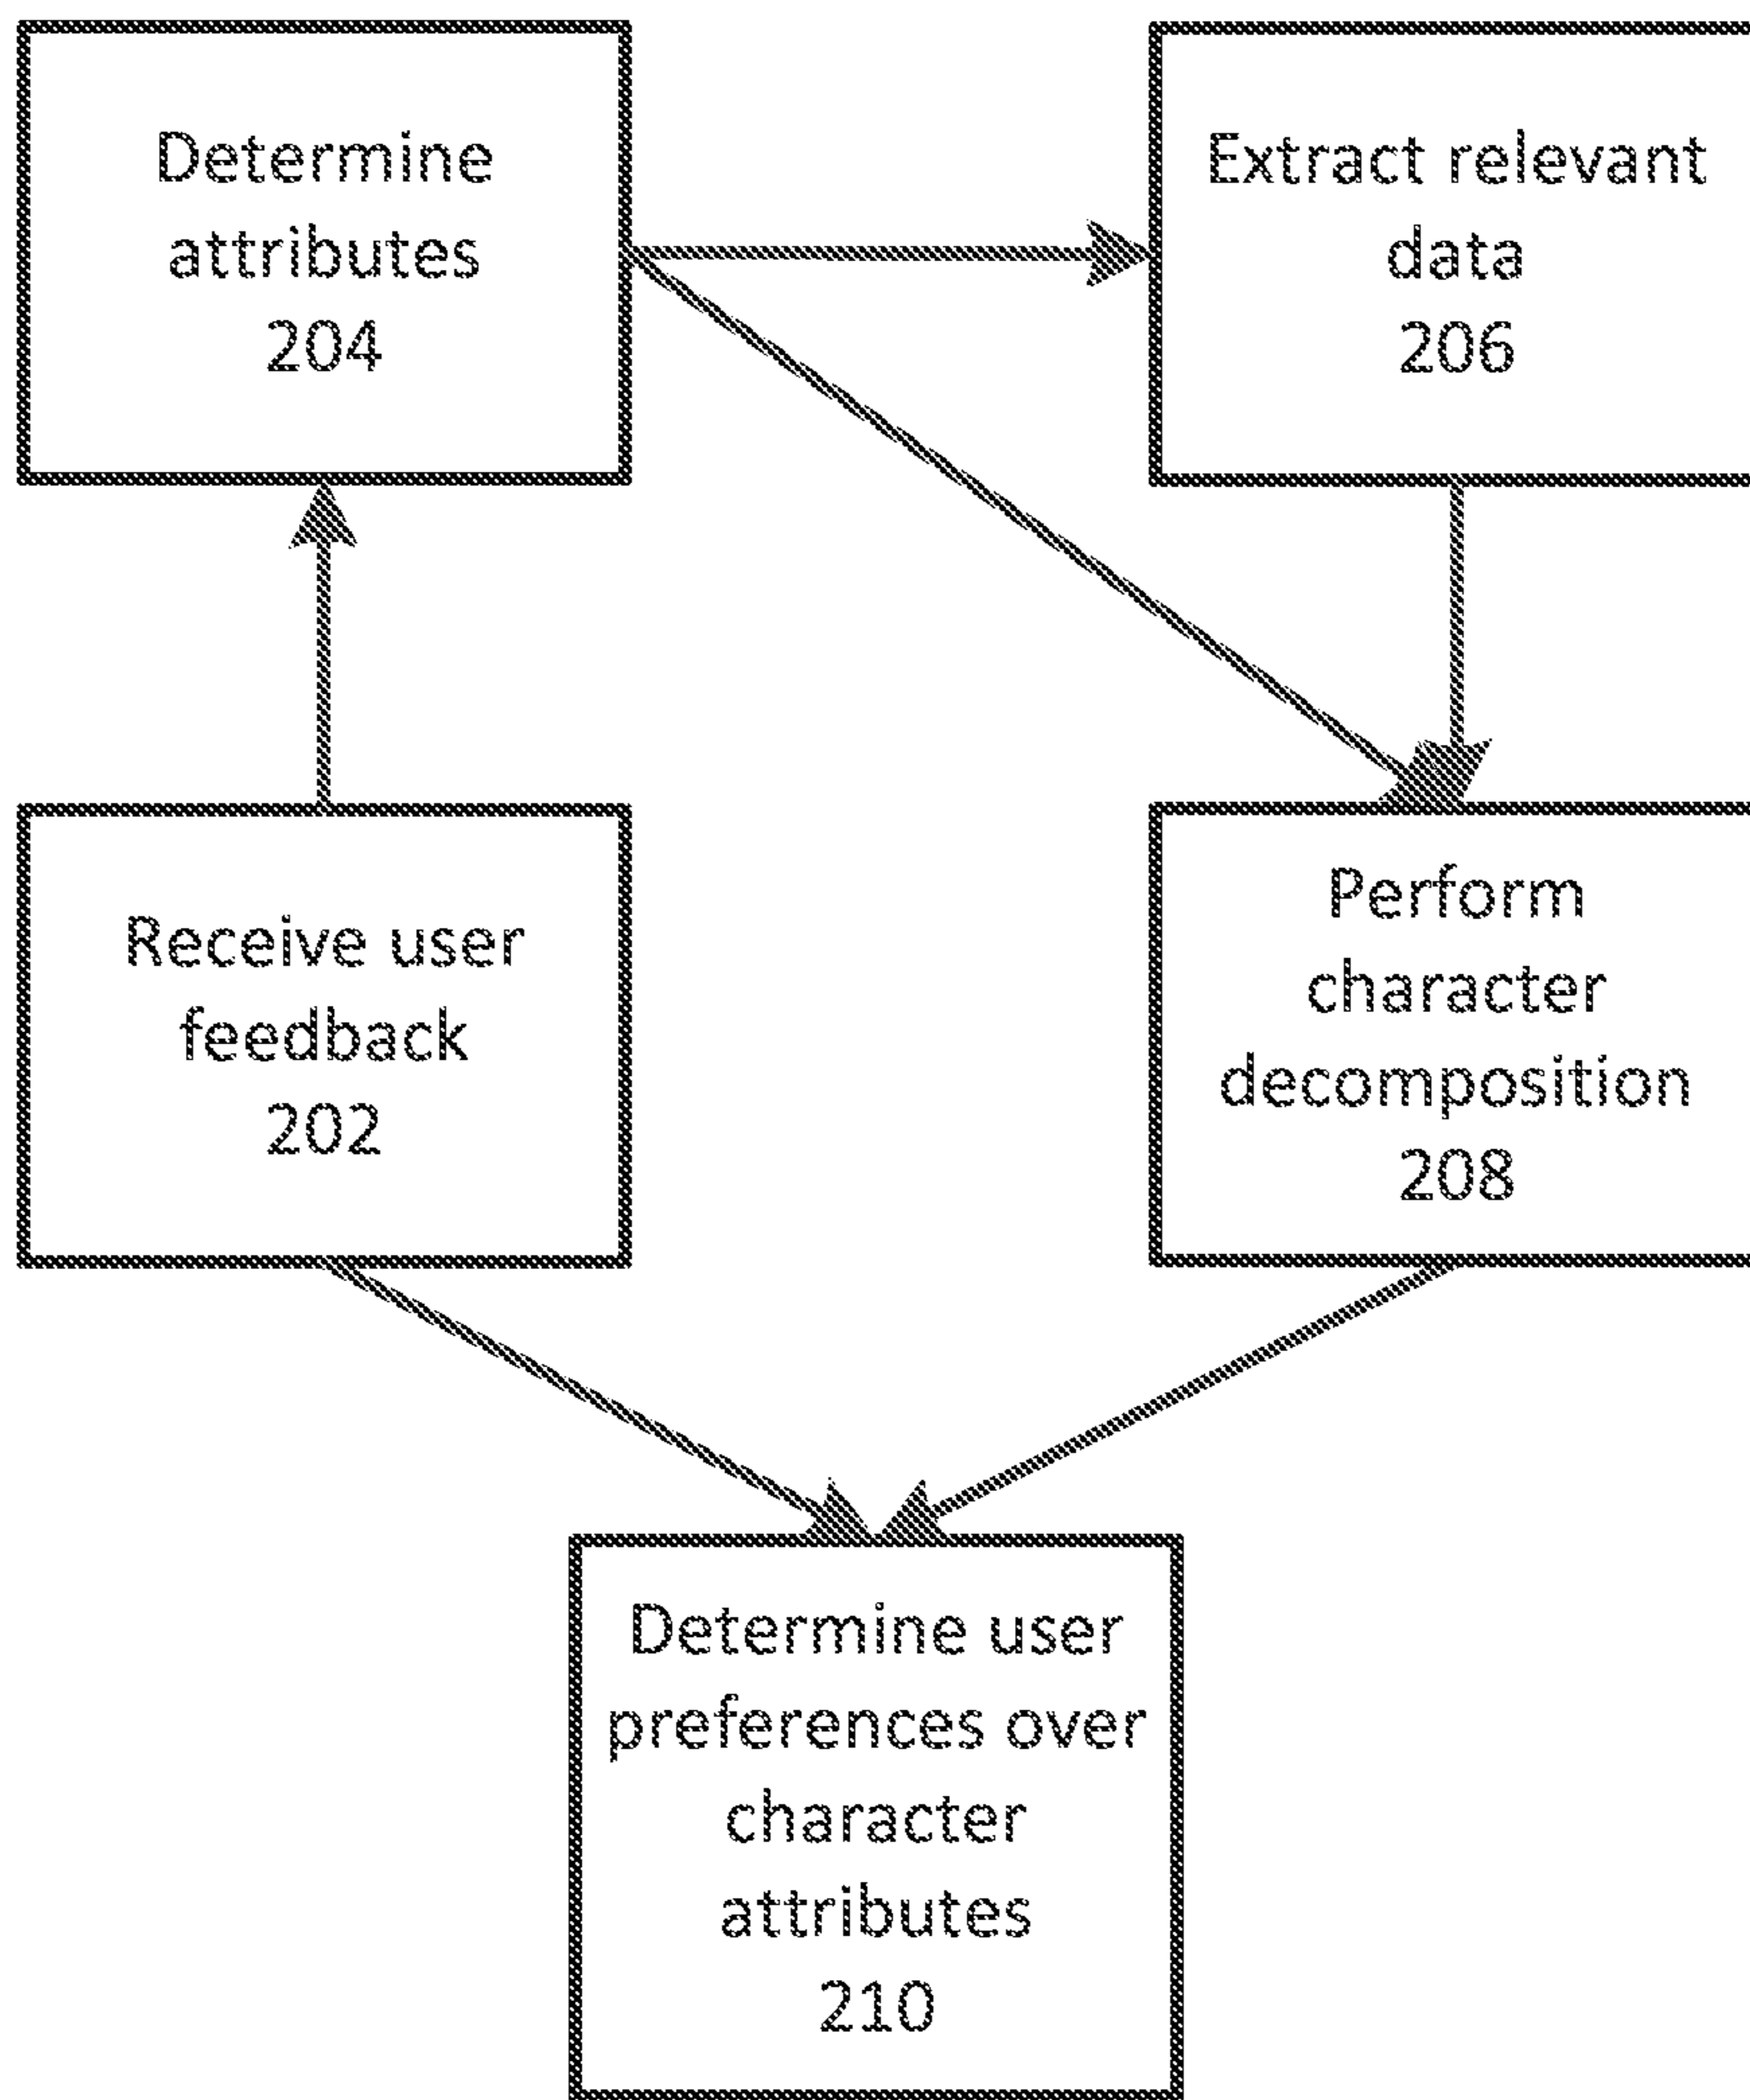 Determine
attributes
204
Extract relevant
data
206
Receive user
feedback
202
Perform
character
decomposition
208
Determine user
preferences over
character
attributes
210